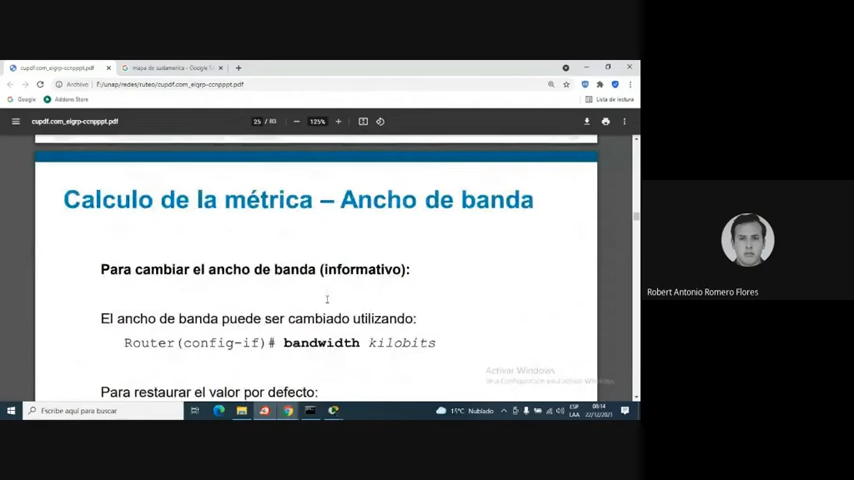 cupdf.com_eigrp-ccnpppt.pdf
mapa de sudamerica - Google
Archivo
F:/unap/redes/ruteo/cupdf.com_eigrp-ccnpppt.pdf
Google
Addons Store
Lista de lectura
cupdf.com_eigrp-ccnpppt.pdf
25 / 83
125%
Calculo de la métrica – Ancho de banda
Para cambiar el ancho de banda (informativo):
El ancho de banda puede ser cambiado utilizando:
Router(config-if)# bandwidth kilobits
Activar Windows
Para restaurar el valor por defecto:
Escribe aquí para buscar
15°C Nublado
ESP
LAA
08:14
22/12/2021
Robert Antonio Romero Flores